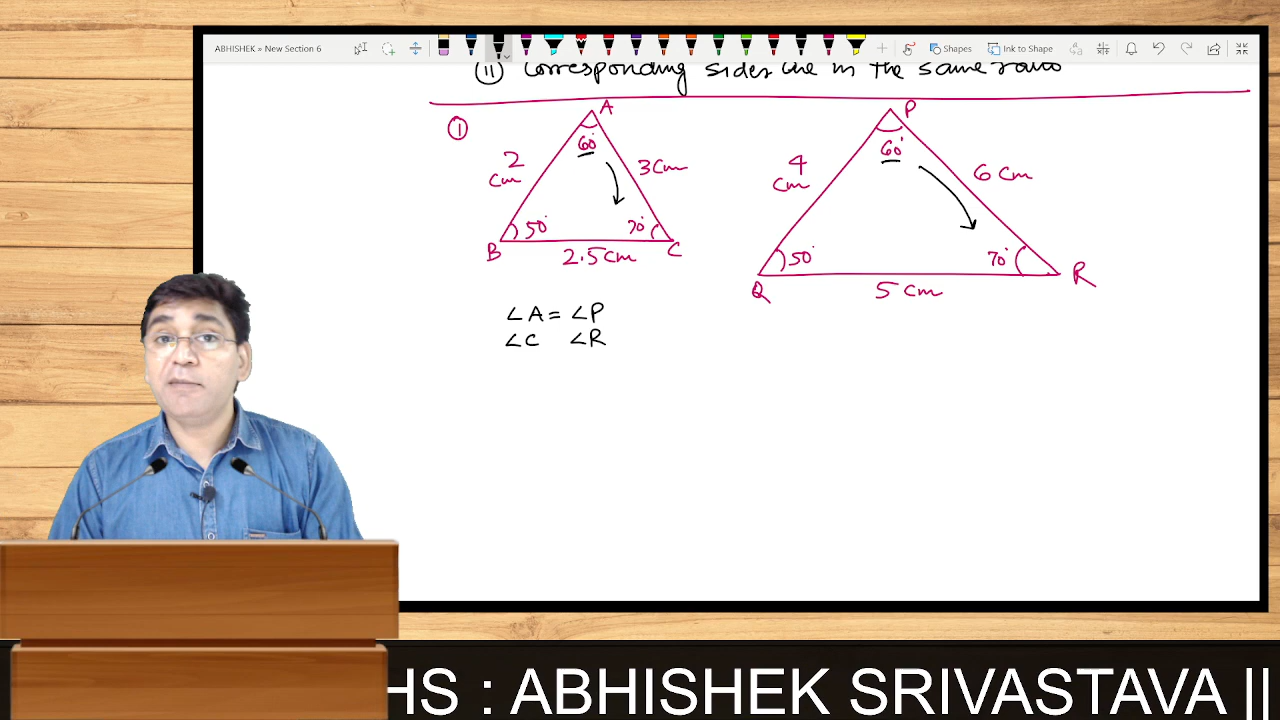 ABHISHEK » New Section 6
Shapes
Ink to Shape
(ii) Corresponding sides are in the same ratio
①
A
60°
2
cm
3cm
50°
70°
B
C
2.5cm
P
60°
4
cm
6 cm
50°
70°
Q
R
5 cm
∠A = ∠P
∠C ∠R
HS : ABHISHEK SRIVASTAVA ||